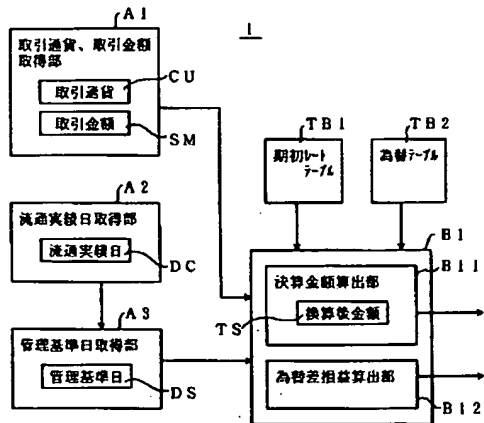 A1
1
取引通貨、取引金額
取得部
取引通貨
CU
取引金額
SM
TB1
TB2
期初レート
テーブル
為替テーブル
A2
流通実績日取得部
流通実績日
DC
B1
B11
決算金額算出部
TS
換算後金額
A3
管理基準日取得部
管理基準日
DS
為替差損益算出部
B12